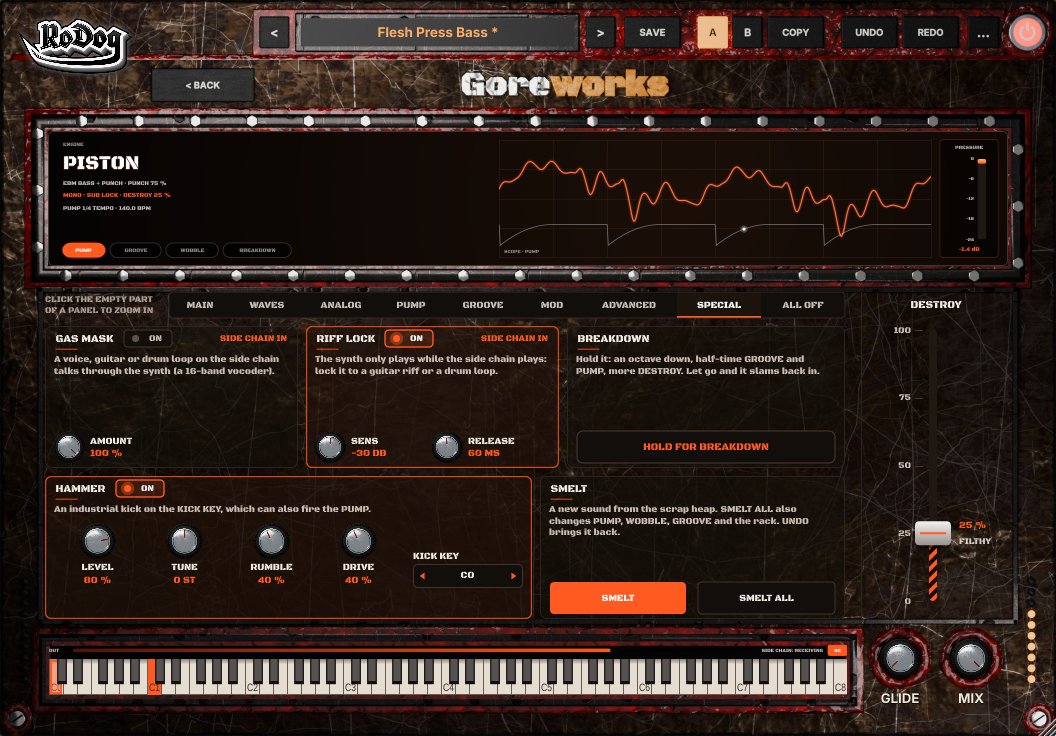 RoDog
<
Flesh Press Bass *
>
SAVE
A
B
COPY
UNDO
REDO
...
< BACK
Goreworks
ENGINE
PISTON
EBM BASS + PUNCH · PUNCH 75 %
MONO · SUB LOCK · DESTROY 25 %
PUMP 1/4 TEMPO · 140.0 BPM
PUMP
GROOVE
WOBBLE
BREAKDOWN
SCOPE · PUMP
PRESSURE
0
-6
-12
-18
-24
-1.4 dB
CLICK THE EMPTY PART
OF A PANEL TO ZOOM IN
MAIN
WAVES
ANALOG
PUMP
GROOVE
MOD
ADVANCED
SPECIAL
ALL OFF
DESTROY
GAS MASK
ON
SIDE CHAIN IN
A voice, guitar or drum loop on the side chain
talks through the synth (a 16-band vocoder).
AMOUNT
100 %
RIFF LOCK
ON
SIDE CHAIN IN
The synth only plays while the side chain plays:
lock it to a guitar riff or a drum loop.
SENS
-30 DB
RELEASE
60 MS
BREAKDOWN
Hold it: an octave down, half-time GROOVE and
PUMP, more DESTROY. Let go and it slams back in.
HOLD FOR BREAKDOWN
100
75
50
25
0
25 %
FILTHY
HAMMER
ON
An industrial kick on the KICK KEY, which can also fire the PUMP.
LEVEL
80 %
TUNE
0 ST
RUMBLE
40 %
DRIVE
40 %
KICK KEY
C0
SMELT
A new sound from the scrap heap. SMELT ALL also
changes PUMP, WOBBLE, GROOVE and the rack. UNDO
brings it back.
SMELT
SMELT ALL
OUT
SIDE CHAIN: RECEIVING
C0
C1
C2
C3
C4
C5
C6
C7
C8
GLIDE
MIX